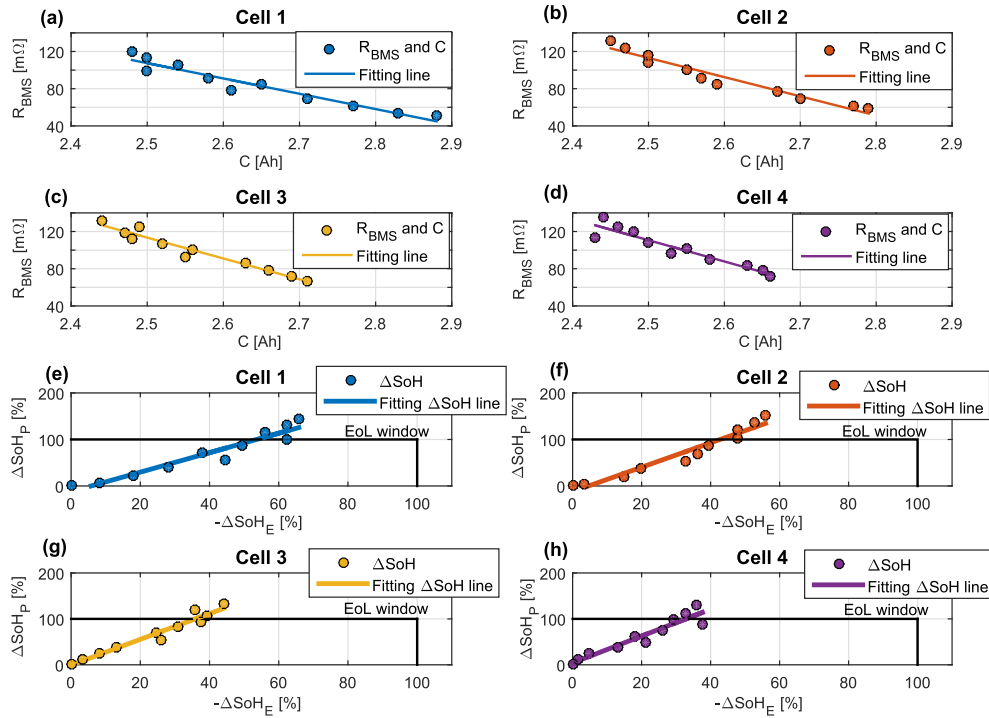 (a)
Cell 1
R_BMS [mΩ]
120
80
40
R_BMS and C
Fitting line
2.4 2.5 2.6 2.7 2.8 2.9
C [Ah]
(b)
Cell 2
R_BMS [mΩ]
120
80
40
R_BMS and C
Fitting line
2.4 2.5 2.6 2.7 2.8 2.9
C [Ah]
(c)
Cell 3
R_BMS [mΩ]
120
80
40
R_BMS and C
Fitting line
2.4 2.5 2.6 2.7 2.8 2.9
C [Ah]
(d)
Cell 4
R_BMS [mΩ]
120
80
40
R_BMS and C
Fitting line
2.4 2.5 2.6 2.7 2.8 2.9
C [Ah]
(e)
Cell 1
ΔSoH_P [%]
200
100
0
ΔSoH
Fitting ΔSoH line
EoL window
0 20 40 60 80 100
-ΔSoH_E [%]
(f)
Cell 2
ΔSoH_P [%]
200
100
0
ΔSoH
Fitting ΔSoH line
EoL window
0 20 40 60 80 100
-ΔSoH_E [%]
(g)
Cell 3
ΔSoH_P [%]
200
100
0
ΔSoH
Fitting ΔSoH line
EoL window
0 20 40 60 80 100
-ΔSoH_E [%]
(h)
Cell 4
ΔSoH_P [%]
200
100
0
ΔSoH
Fitting ΔSoH line
EoL window
0 20 40 60 80 100
-ΔSoH_E [%]